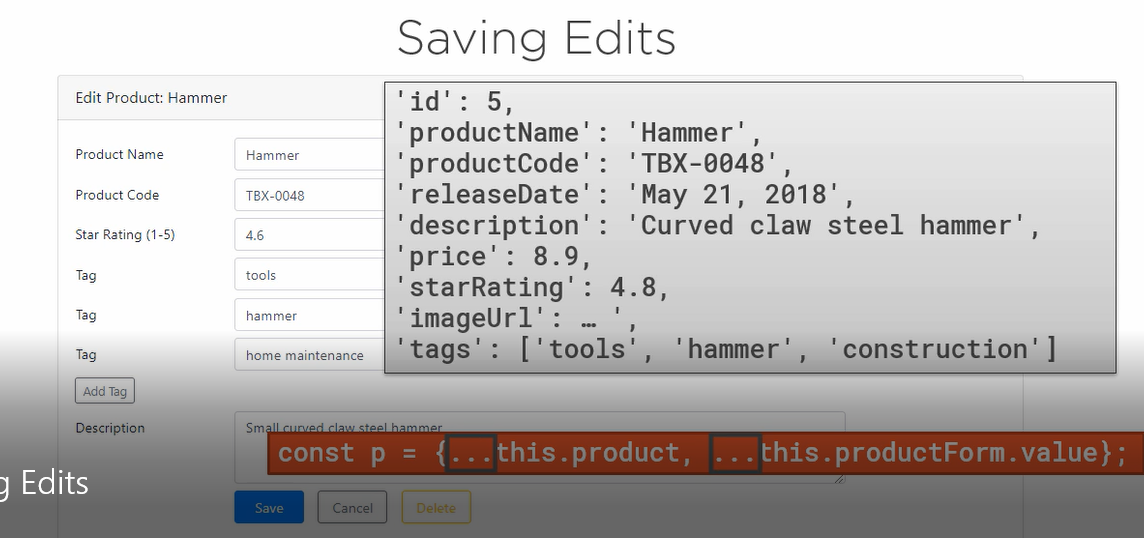 Saving Edits
Edit Product: Hammer
Product Name
Hammer
Product Code
TBX-0048
Star Rating (1-5)
4.6
Tag
tools
Tag
hammer
Tag
home maintenance
Add Tag
Description
Small curved claw steel hammer
Save
Cancel
Delete
'id': 5,
'productName': 'Hammer',
'productCode': 'TBX-0048',
'releaseDate': 'May 21, 2018',
'description': 'Curved claw steel hammer',
'price': 8.9,
'starRating': 4.8,
'imageUrl': … ',
'tags': ['tools', 'hammer', 'construction']
const p = {...this.product, ...this.productForm.value};
g Edits